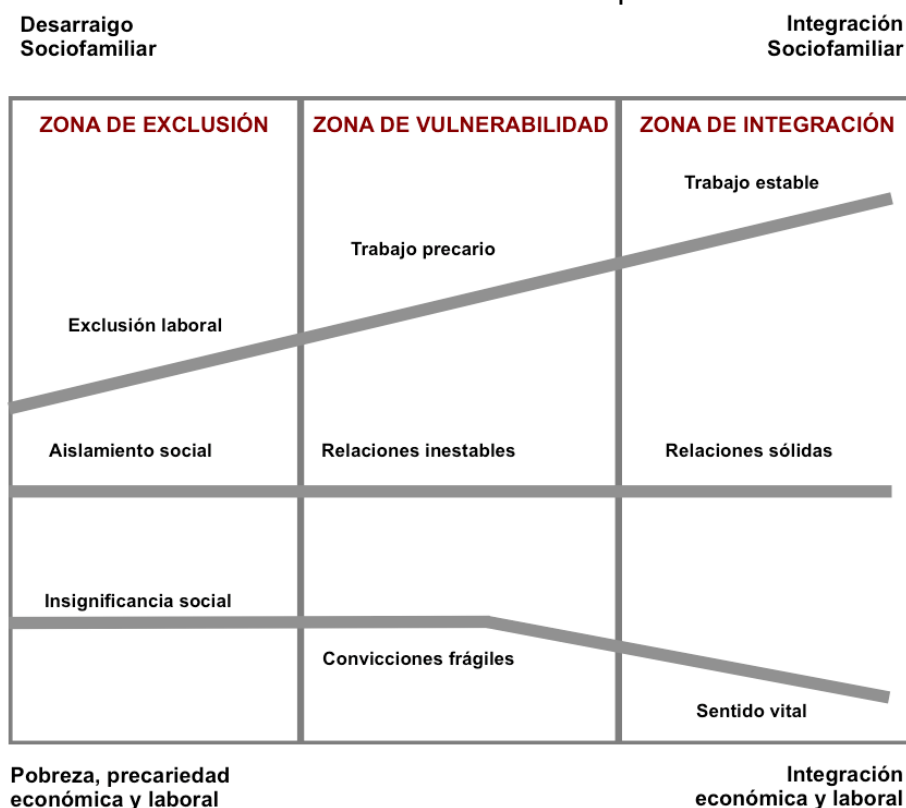 Desarraigo
Sociofamiliar
Integración
Sociofamiliar
ZONA DE EXCLUSIÓN
ZONA DE VULNERABILIDAD
ZONA DE INTEGRACIÓN
Trabajo estable
Trabajo precario
Exclusión laboral
Aislamiento social
Relaciones inestables
Relaciones sólidas
Insignificancia social
Convicciones frágiles
Sentido vital
Pobreza, precariedad
económica y laboral
Integración
económica y laboral